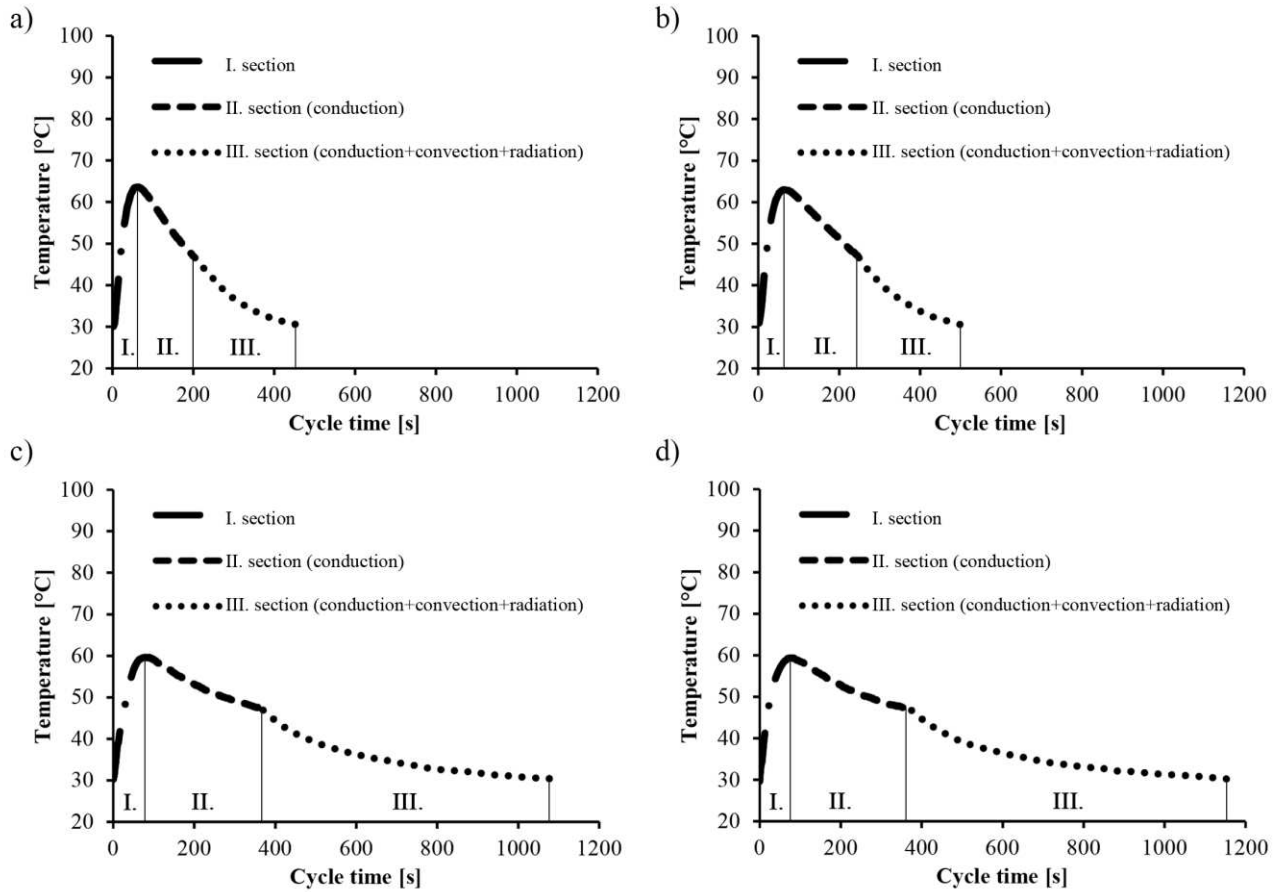 a)
100
90
80
70
60
50
40
30
20
Temperature [°C]
I. section
II. section (conduction)
III. section (conduction+convection+radiation)
I. II. III.
0 200 400 600 800 1000 1200
Cycle time [s]
b)
100
90
80
70
60
50
40
30
20
Temperature [°C]
I. section
II. section (conduction)
III. section (conduction+convection+radiation)
I. II. III.
0 200 400 600 800 1000 1200
Cycle time [s]
c)
100
90
80
70
60
50
40
30
20
Temperature [°C]
I. section
II. section (conduction)
III. section (conduction+convection+radiation)
I. II. III.
0 200 400 600 800 1000 1200
Cycle time [s]
d)
100
90
80
70
60
50
40
30
20
Temperature [°C]
I. section
II. section (conduction)
III. section (conduction+convection+radiation)
I. II. III.
0 200 400 600 800 1000 1200
Cycle time [s]